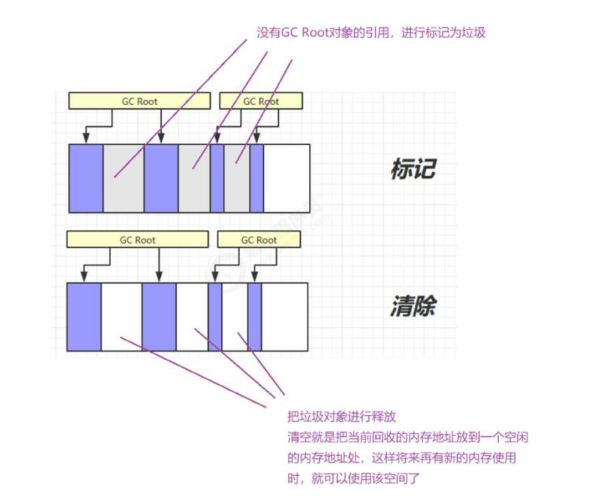 没有GC Root对象的引用，进行标记为垃圾
GC Root
GC Root
标记
GC Root
GC Root
清除
把垃圾对象进行释放
清空就是把当前回收的内存地址放到一个空闲
的内存地址处，这样将来再有新的内存使用
时，就可以使用该空间了